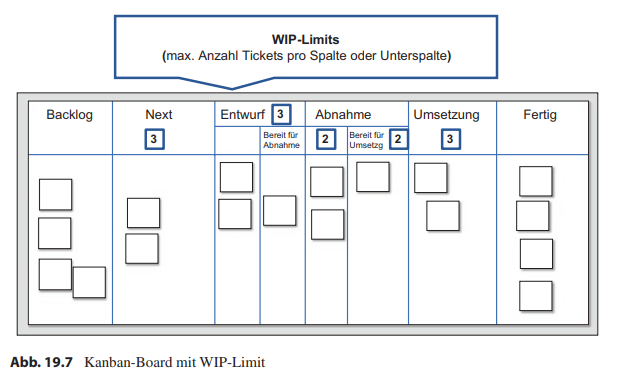 WIP-Limits
(max. Anzahl Tickets pro Spalte oder Unterspalte)
Backlog
Next
3
Entwurf 3
Bereit für
Abnahme
Abnahme
2
Bereit für
Umsetzg
2
Umsetzung
3
Fertig
Abb. 19.7 Kanban-Board mit WIP-Limit